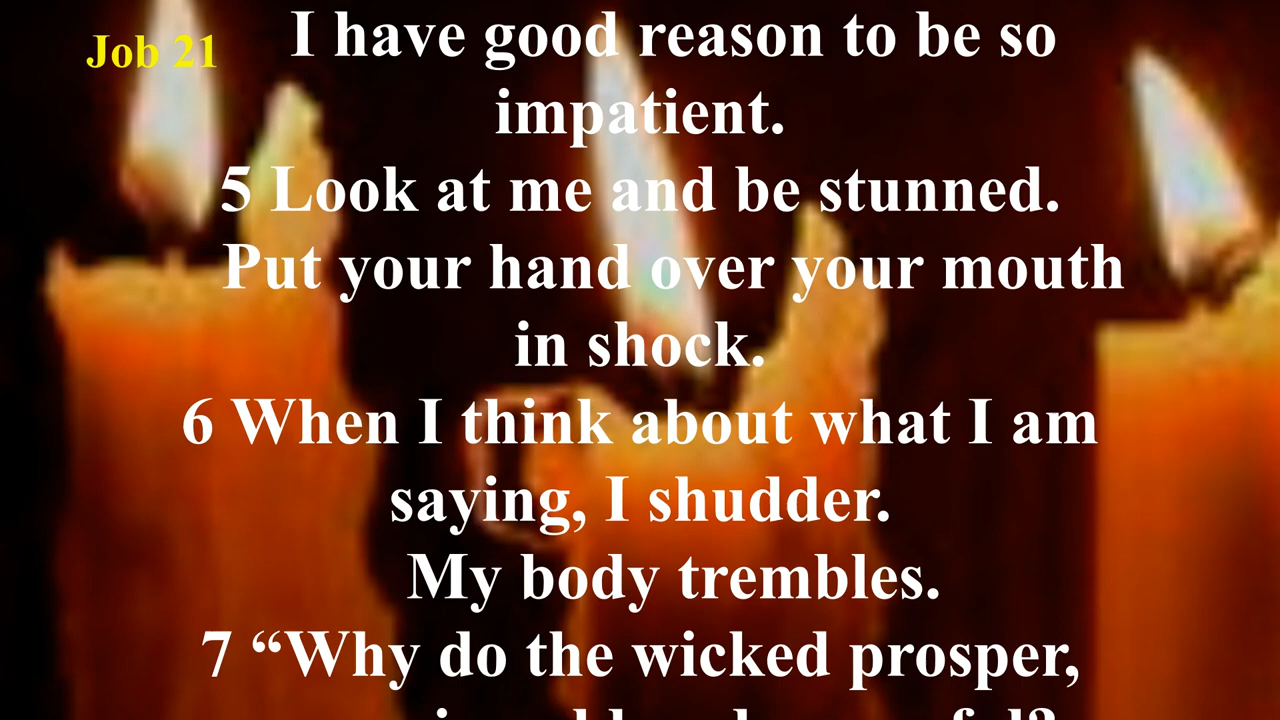 Job 21
I have good reason to be so
impatient.
5 Look at me and be stunned.
Put your hand over your mouth
in shock.
6 When I think about what I am
saying, I shudder.
My body trembles.
7 “Why do the wicked prosper,